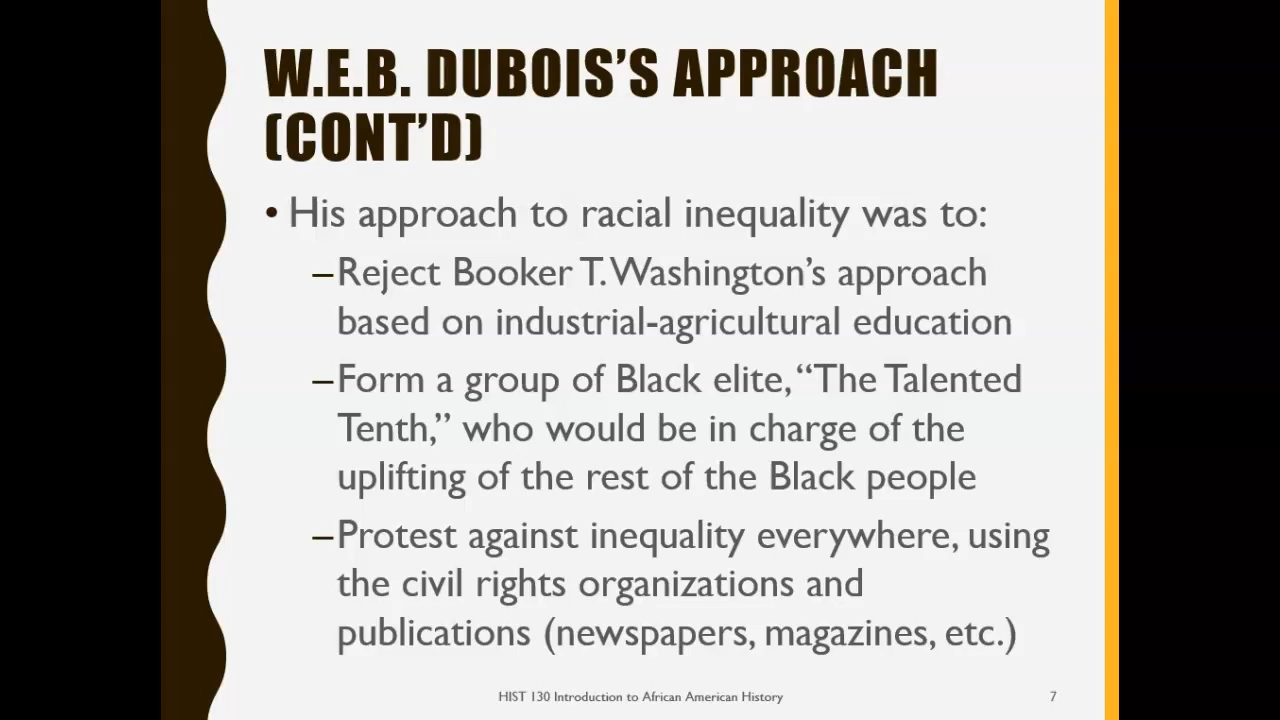 W.E.B. DUBOIS’S APPROACH
(CONT’D)
• His approach to racial inequality was to:
–Reject Booker T. Washington’s approach
based on industrial-agricultural education
–Form a group of Black elite, “The Talented
Tenth,” who would be in charge of the
uplifting of the rest of the Black people
–Protest against inequality everywhere, using
the civil rights organizations and
publications (newspapers, magazines, etc.)
HIST 130 Introduction to African American History
7